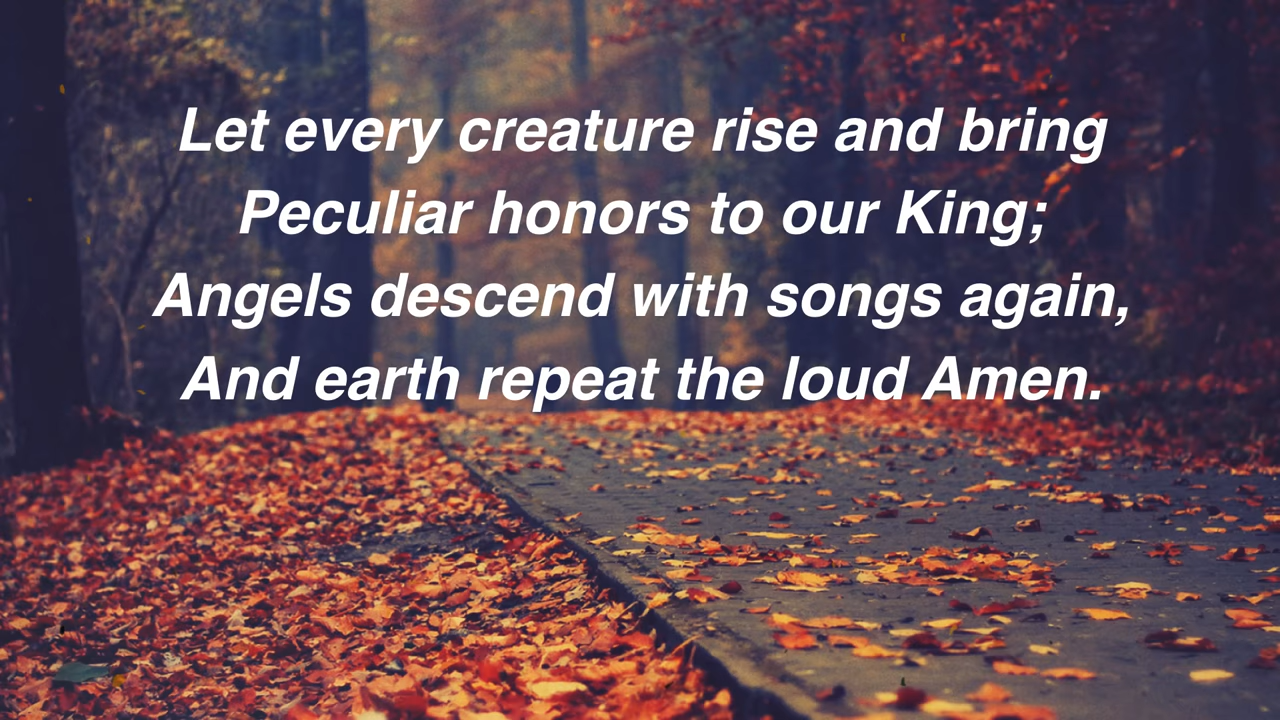 Let every creature rise and bring
Peculiar honors to our King;
Angels descend with songs again,
And earth repeat the loud Amen.